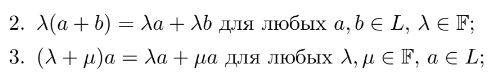 2. λ(a + b) = λa + λb для любых a, b ∈ L, λ ∈ 𝔽;
3. (λ + μ)a = λa + μa для любых λ, μ ∈ 𝔽, a ∈ L;